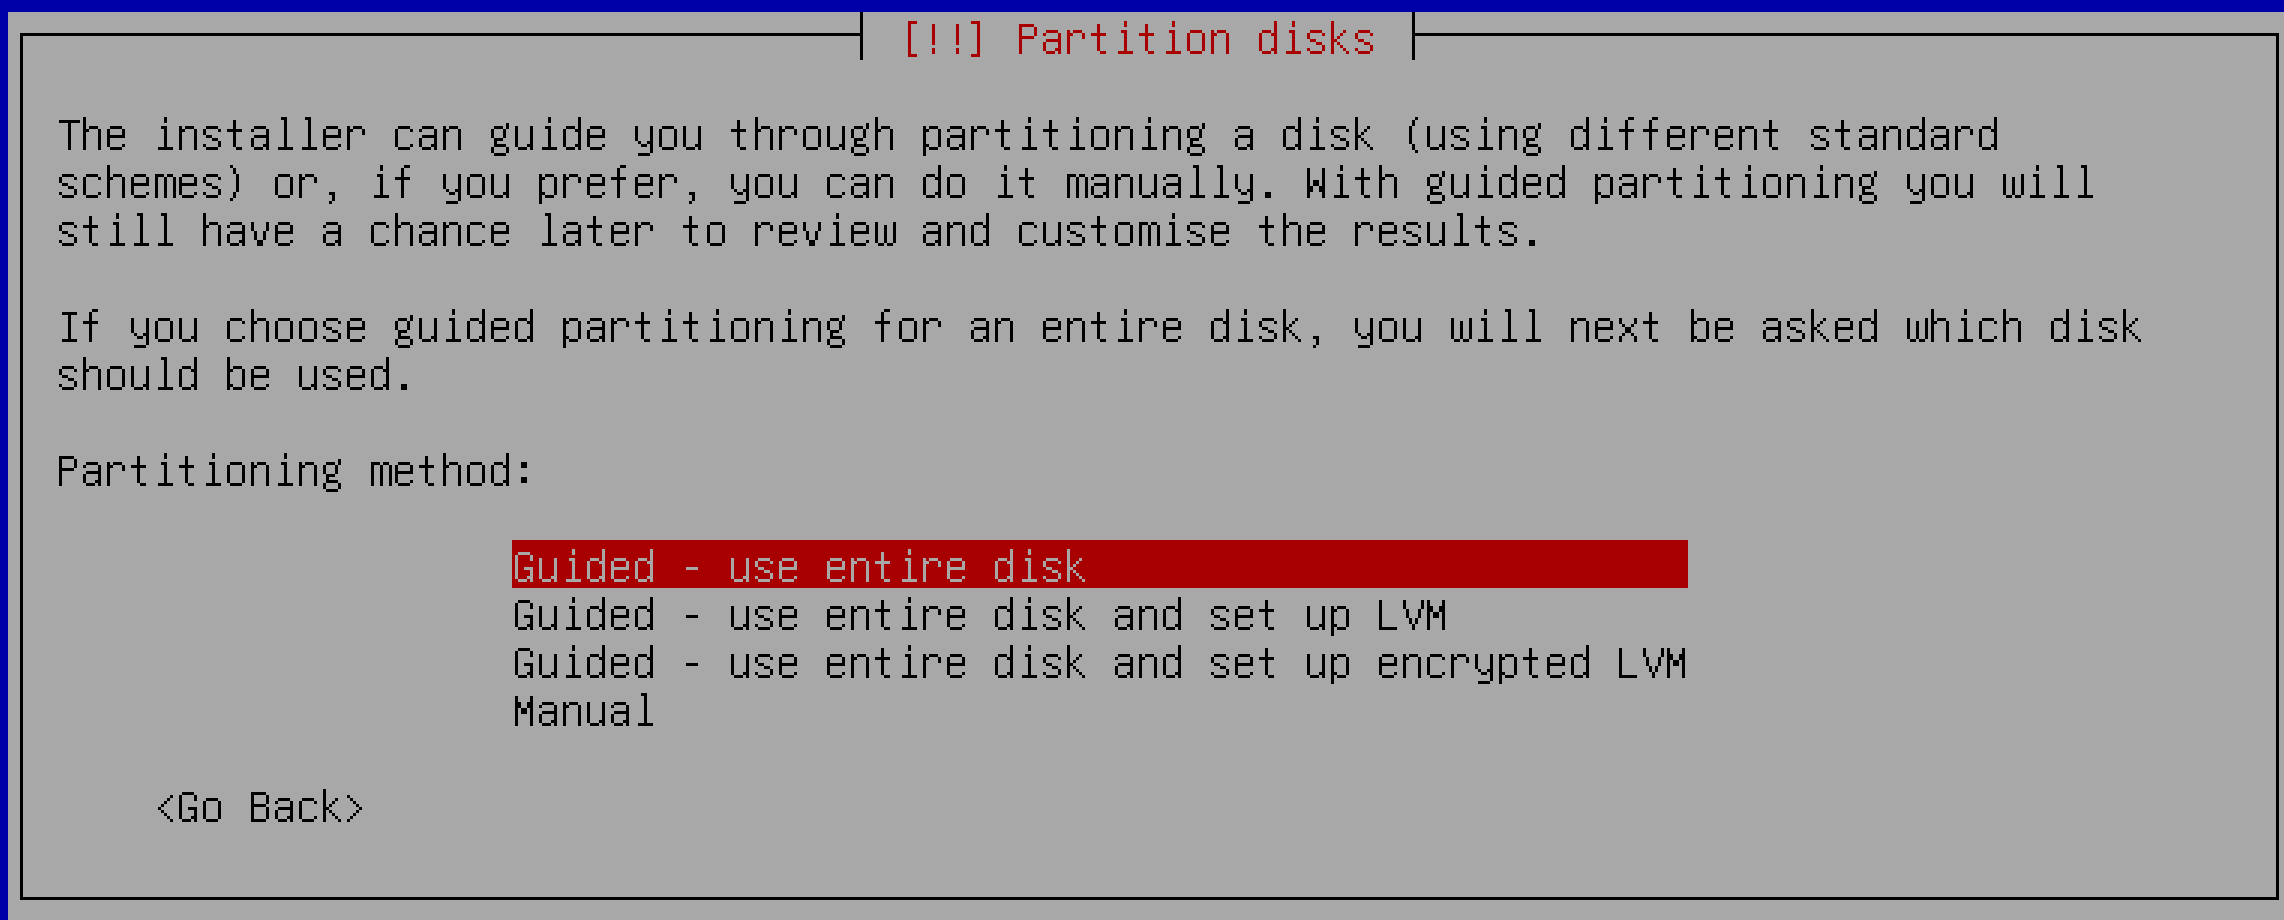 [!!] Partition disks
The installer can guide you through partitioning a disk (using different standard
schemes) or, if you prefer, you can do it manually. With guided partitioning you will
still have a chance later to review and customise the results.
If you choose guided partitioning for an entire disk, you will next be asked which disk
should be used.
Partitioning method:
Guided - use entire disk
Guided - use entire disk and set up LVM
Guided - use entire disk and set up encrypted LVM
Manual
<Go Back>